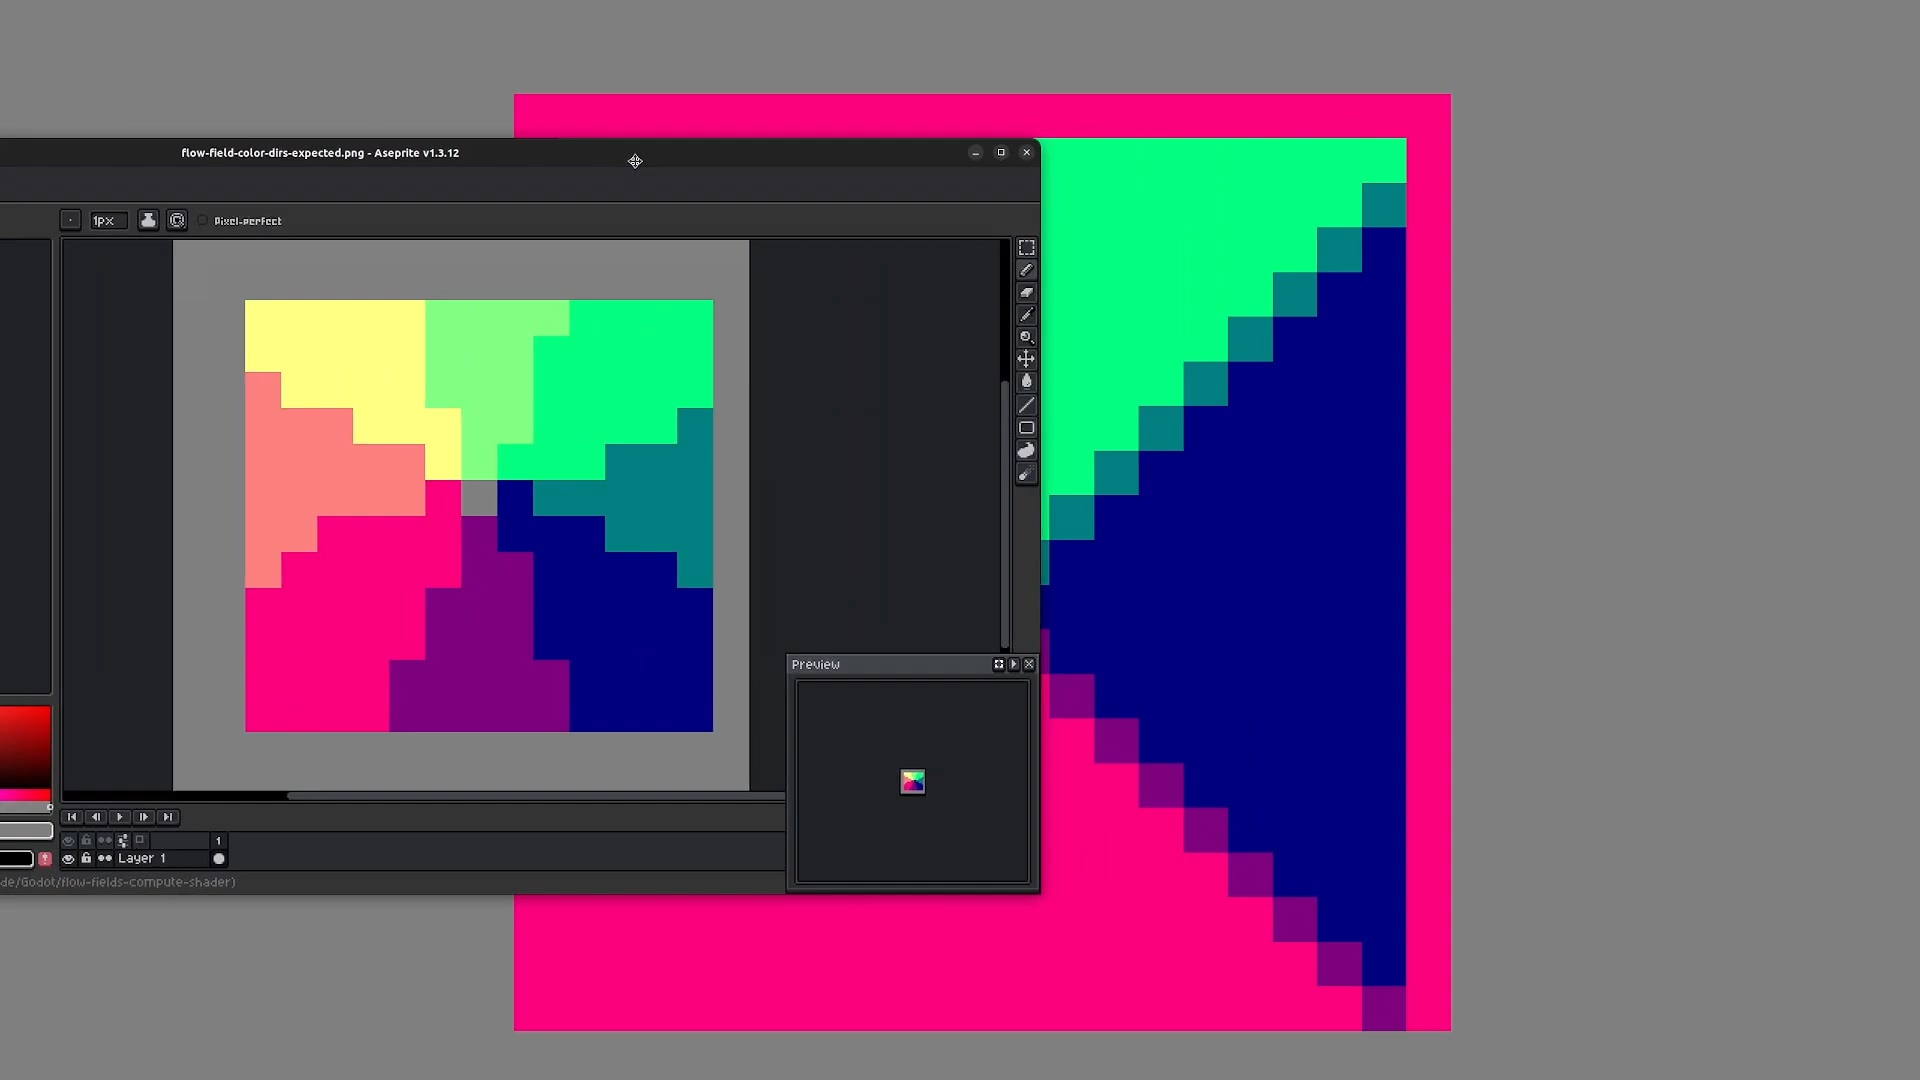 flow-field-color-dirs-expected.png - Aseprite v1.3.12
1px
Pixel-perfect
Preview
1
Layer 1
de/Godot/flow-fields-compute-shader)